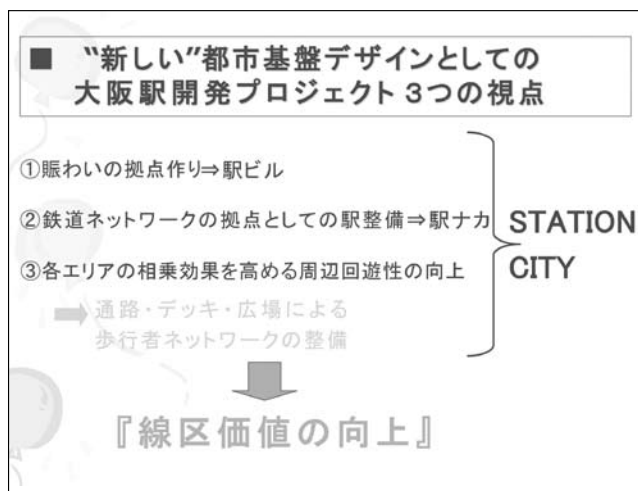 ■ “新しい”都市基盤デザインとしての
大阪駅開発プロジェクト 3つの視点
①賑わいの拠点作り⇒駅ビル
②鉄道ネットワークの拠点としての駅整備⇒駅ナカ
③各エリアの相乗効果を高める周辺回遊性の向上
通路・デッキ・広場による
歩行者ネットワークの整備
STATION
CITY
『線区価値の向上』